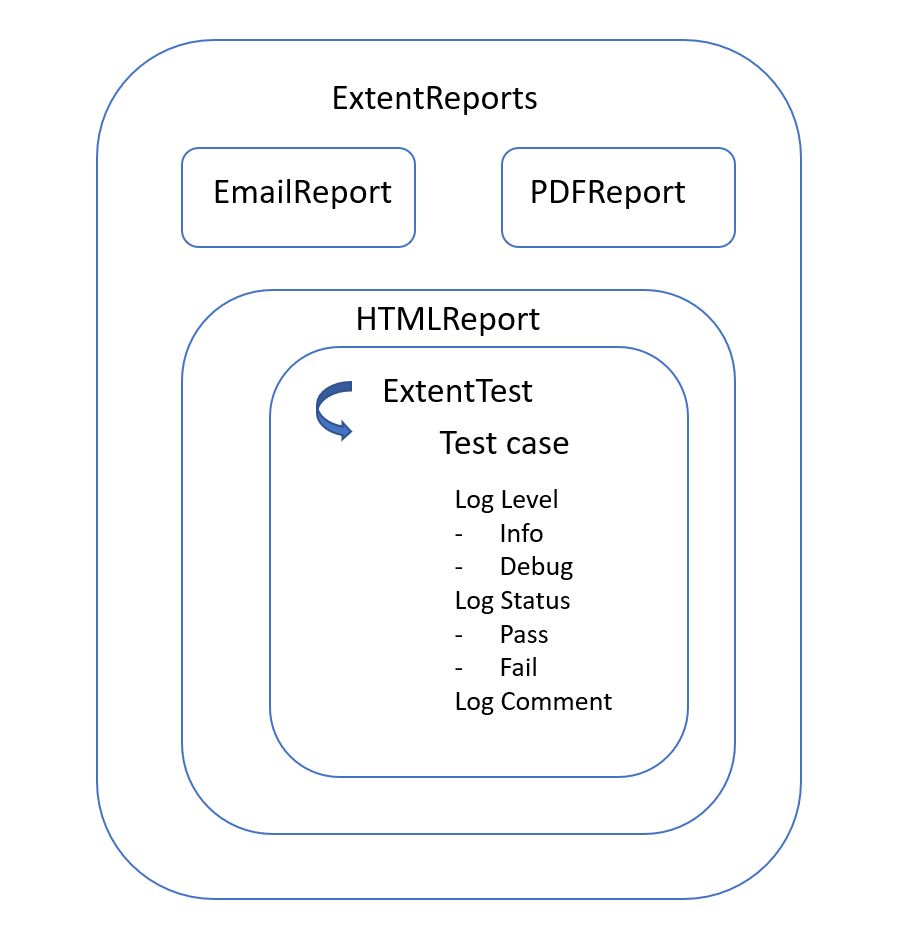 ExtentReports
EmailReport
PDFReport
HTMLReport
ExtentTest
Test case
Log Level
- Info
- Debug
Log Status
- Pass
- Fail
Log Comment